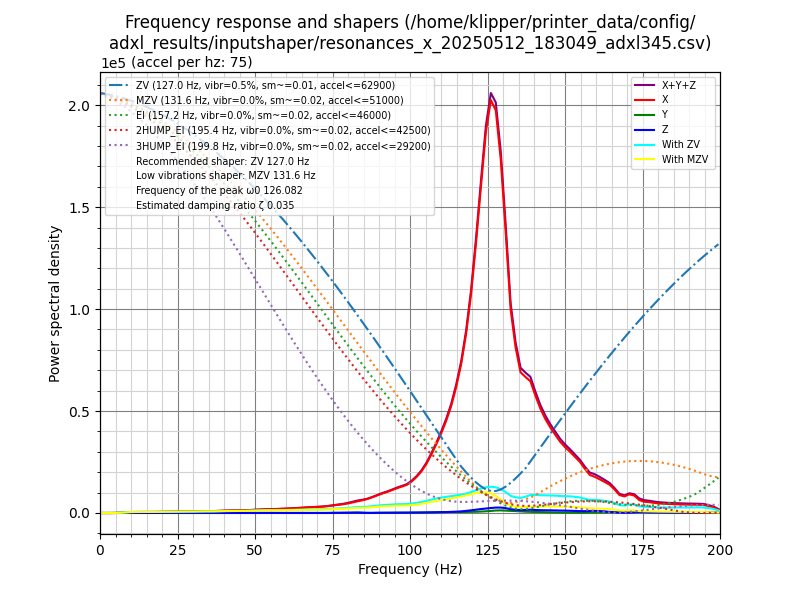 Frequency response and shapers (/home/klipper/printer_data/config/
adxl_results/inputshaper/resonances_x_20250512_183049_adxl345.csv)
1e5 (accel per hz: 75)
ZV (127.0 Hz, vibr=0.5%, sm~=0.01, accel<=62900)
MZV (131.6 Hz, vibr=0.0%, sm~=0.02, accel<=51000)
EI (157.2 Hz, vibr=0.0%, sm~=0.02, accel<=46000)
2HUMP_EI (195.4 Hz, vibr=0.0%, sm~=0.02, accel<=42500)
3HUMP_EI (199.8 Hz, vibr=0.0%, sm~=0.02, accel<=29200)
Recommended shaper: ZV 127.0 Hz
Low vibrations shaper: MZV 131.6 Hz
Frequency of the peak ω0 126.082
Estimated damping ratio ζ 0.035
X+Y+Z
X
Y
Z
With ZV
With MZV
2.0
1.5
1.0
0.5
0.0
Power spectral density
0 25 50 75 100 125 150 175 200
Frequency (Hz)